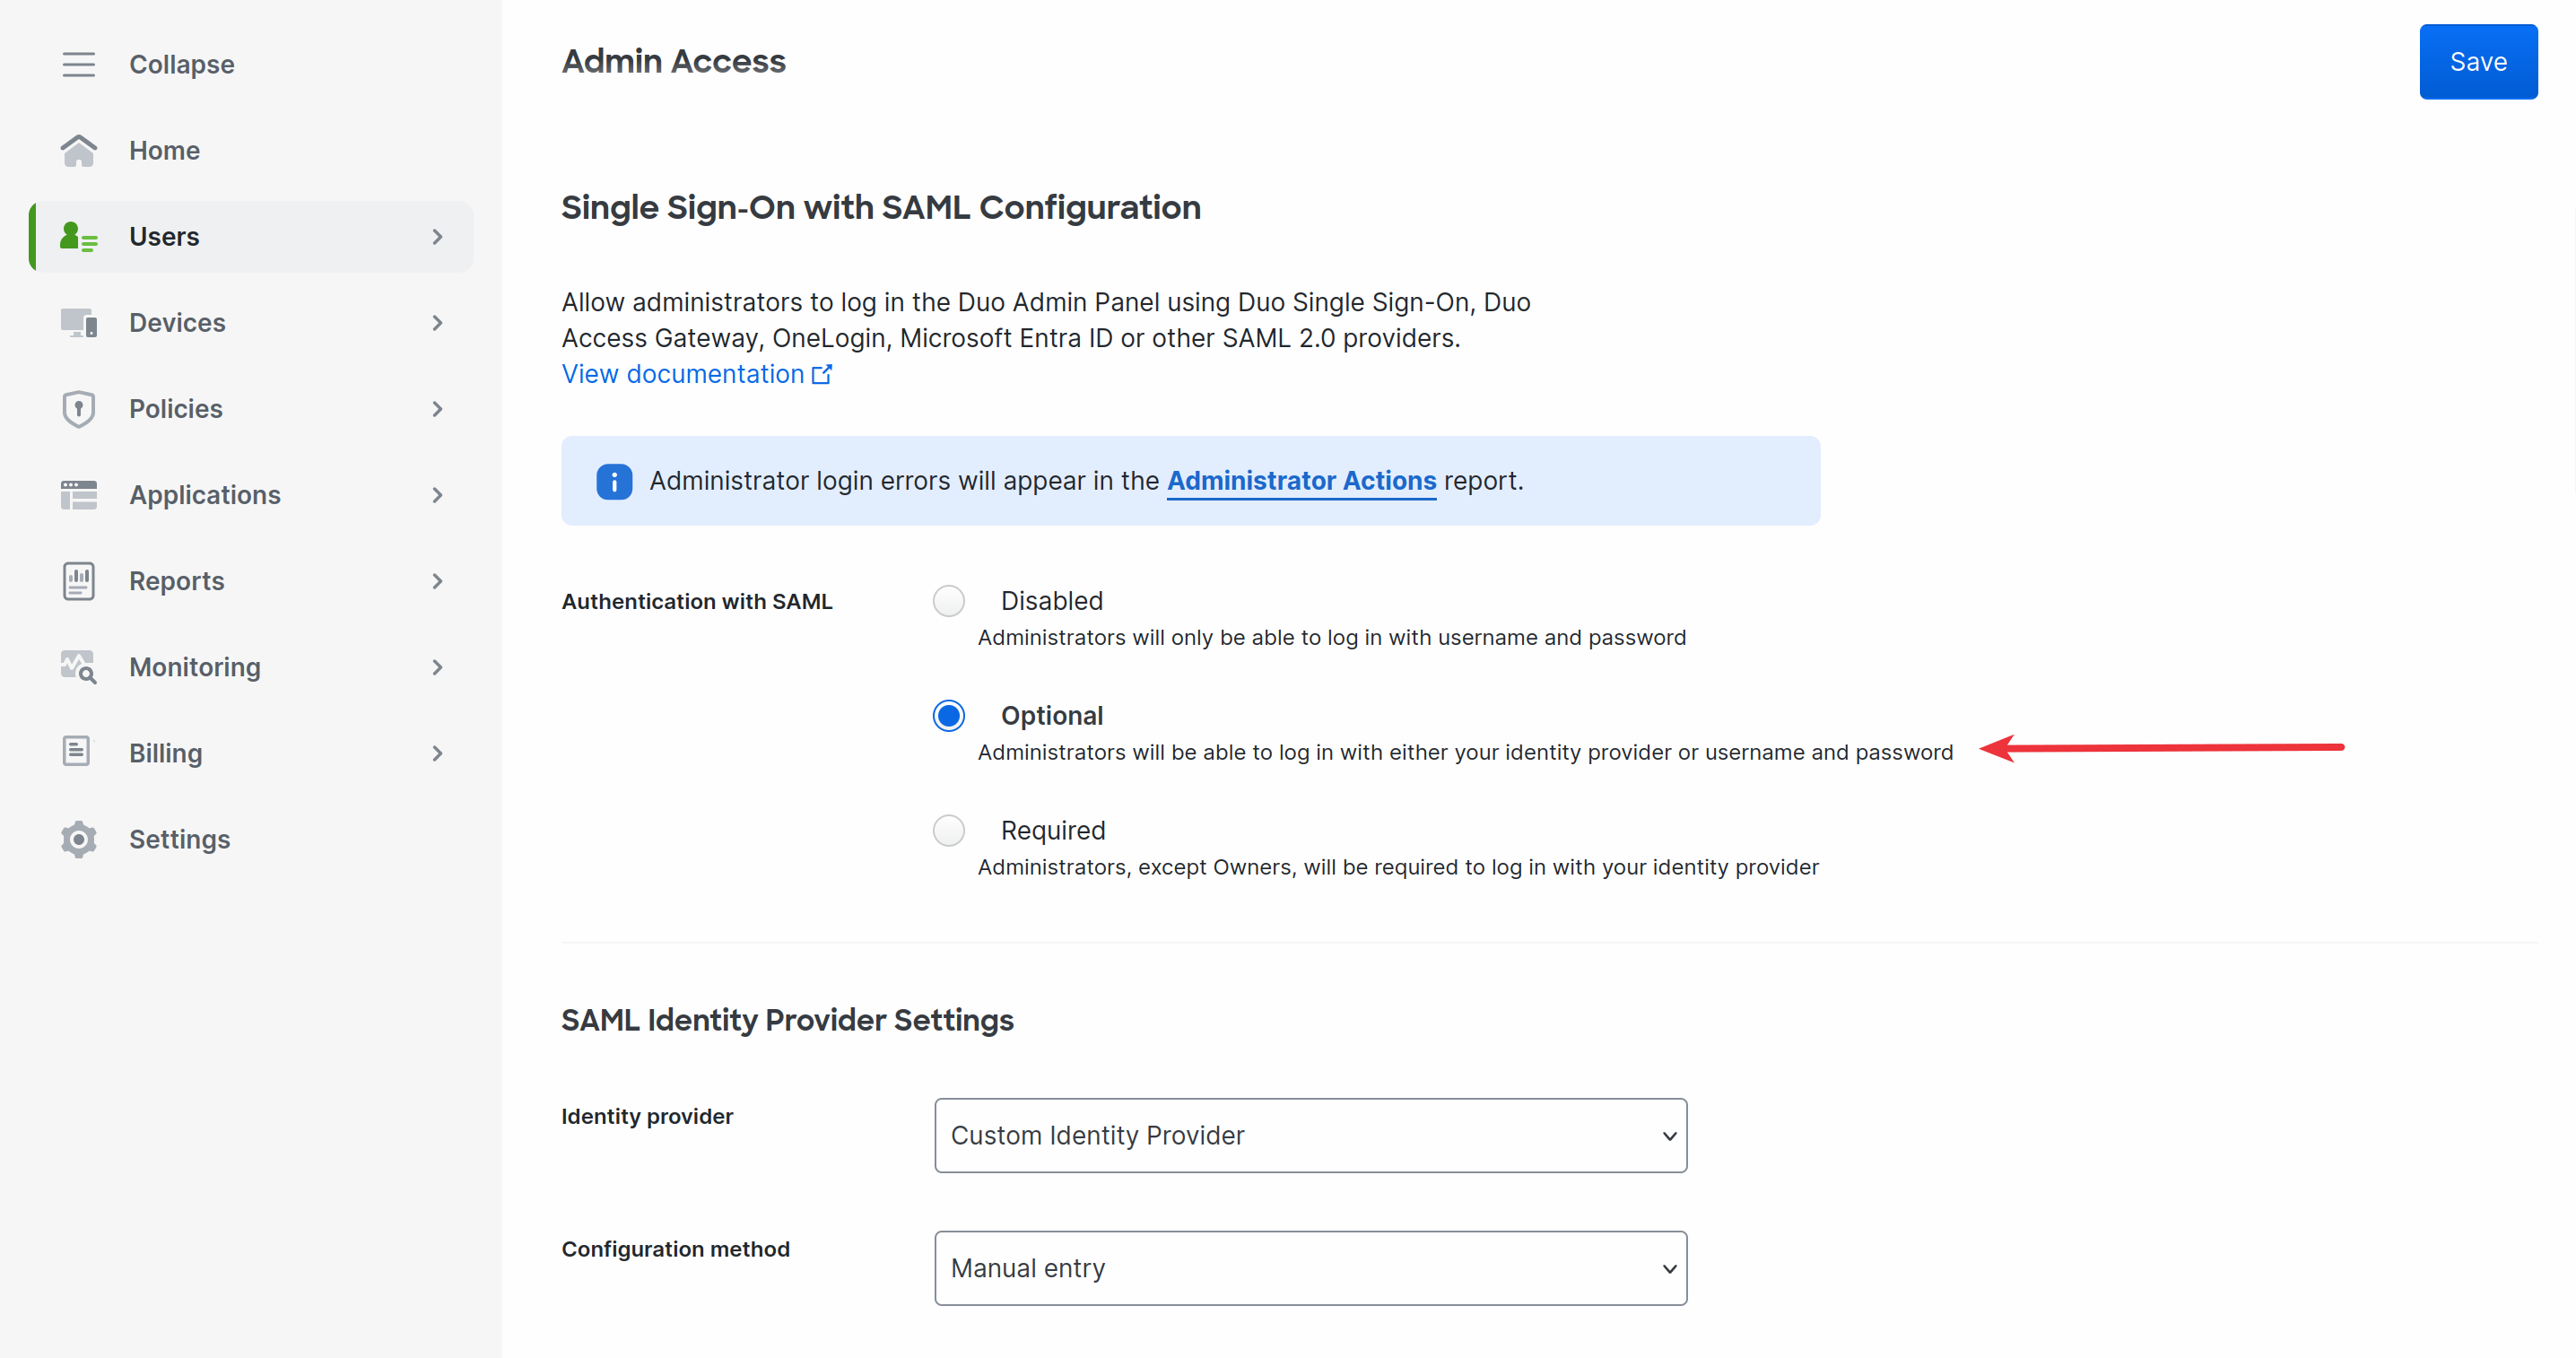 Collapse
Home
Users
Devices
Policies
Applications
Reports
Monitoring
Billing
Settings
Admin Access
Save
Single Sign-On with SAML Configuration
Allow administrators to log in the Duo Admin Panel using Duo Single Sign-On, Duo
Access Gateway, OneLogin, Microsoft Entra ID or other SAML 2.0 providers.
View documentation
Administrator login errors will appear in the Administrator Actions report.
Authentication with SAML
Disabled
Administrators will only be able to log in with username and password
Optional
Administrators will be able to log in with either your identity provider or username and password
Required
Administrators, except Owners, will be required to log in with your identity provider
SAML Identity Provider Settings
Identity provider
Custom Identity Provider
Configuration method
Manual entry